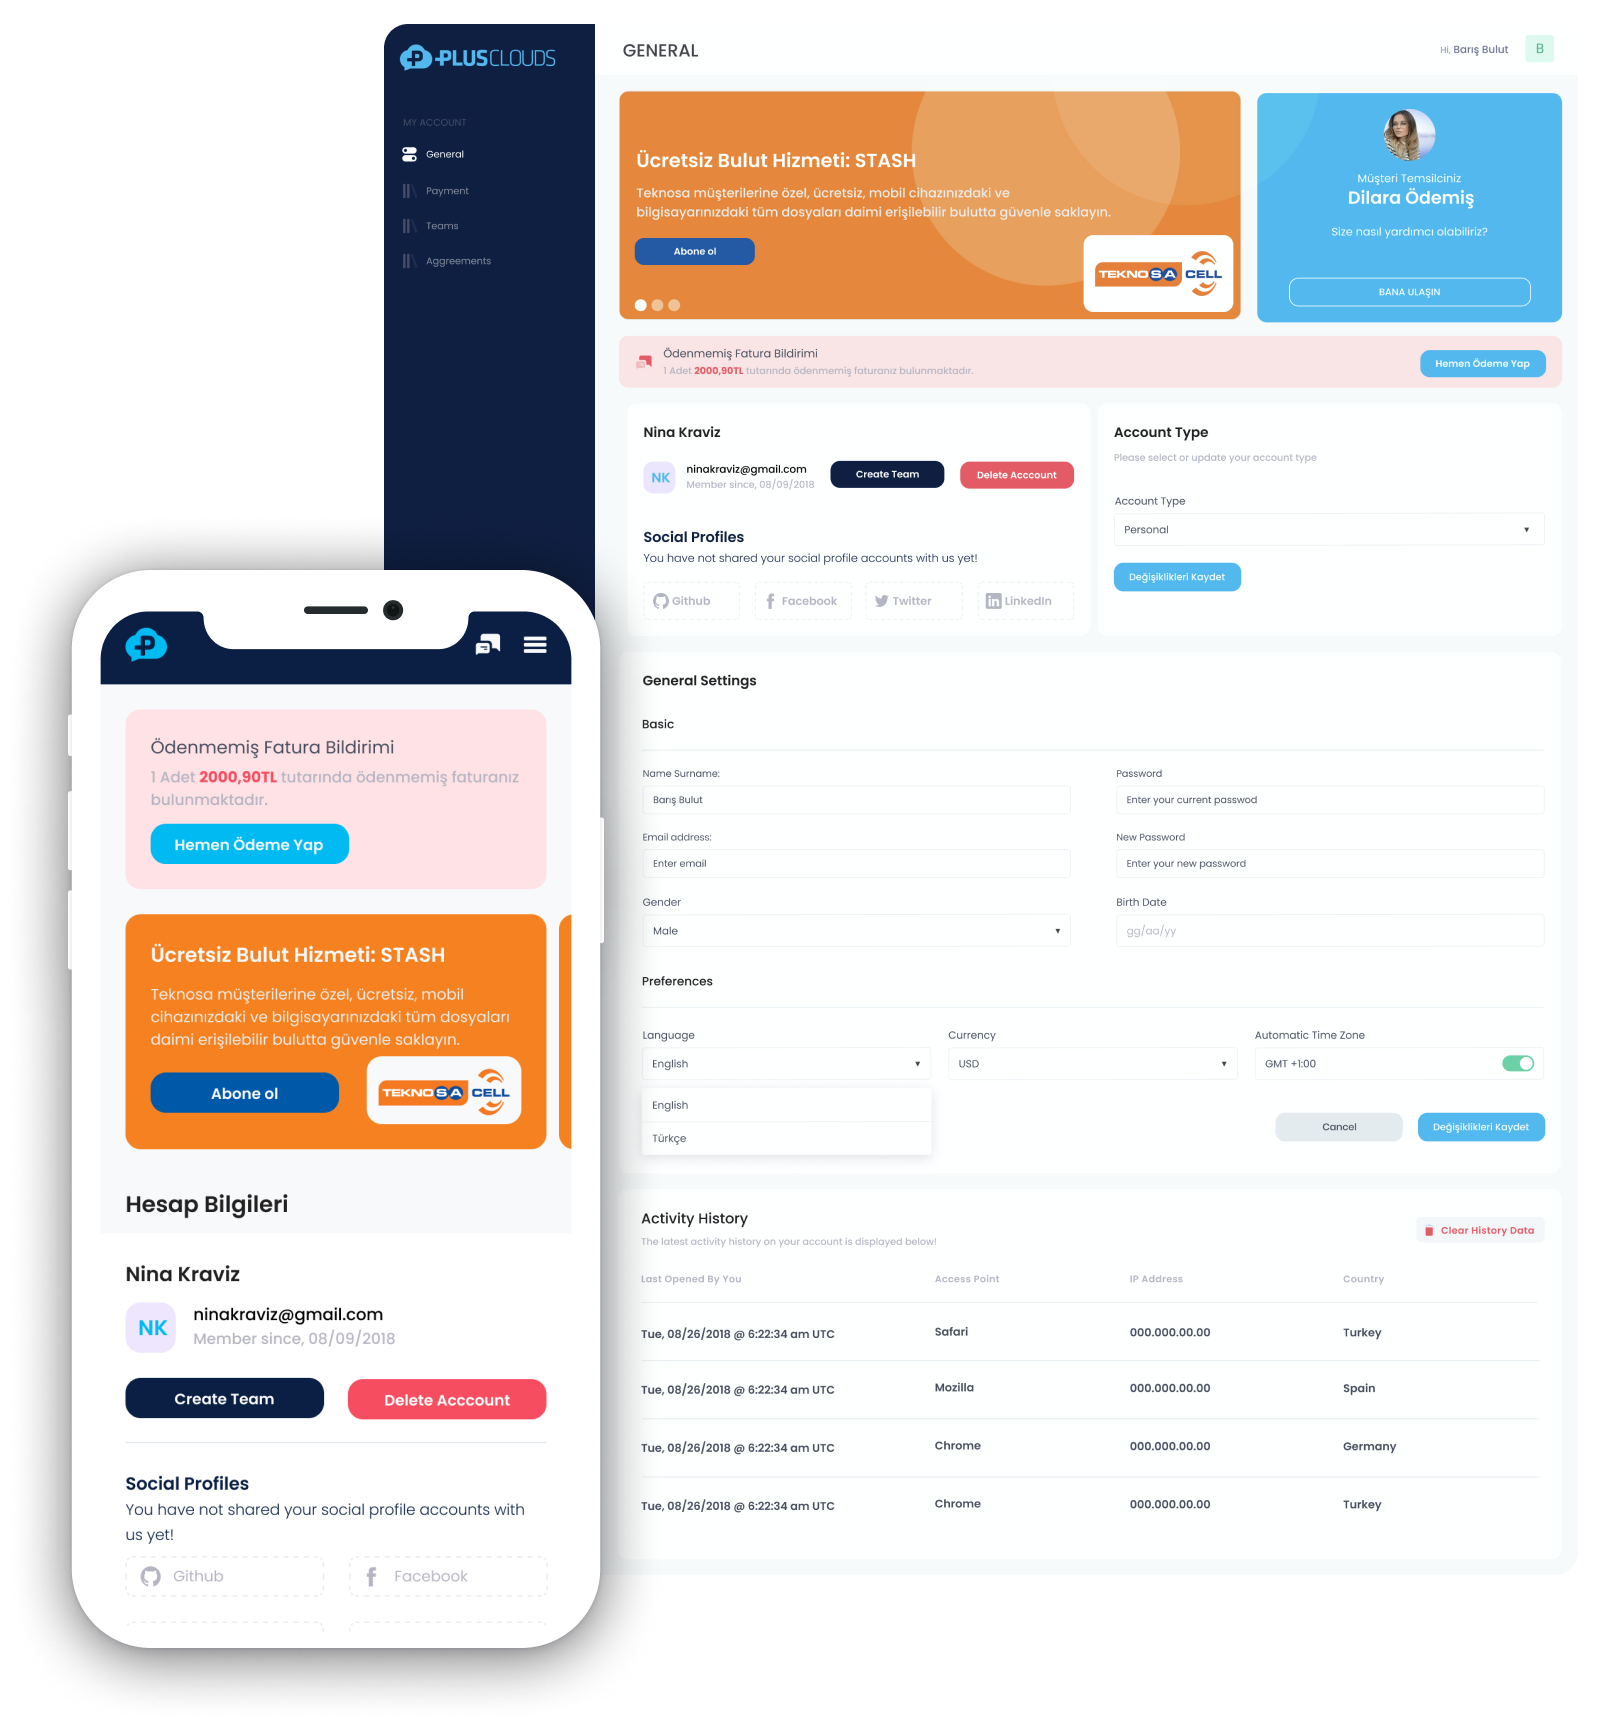 PLUSCLOUDS
MY ACCOUNT
General
Payment
Teams
Aggreements
GENERAL
Hi, Barış Bulut
B
Ücretsiz Bulut Hizmeti: STASH
Teknosa müşterilerine özel, ücretsiz, mobil cihazınızdaki ve
bilgisayarınızdaki tüm dosyaları daimi erişilebilir bulutta güvenle saklayın.
Abone ol
TEKNOSA CELL
Müşteri Temsilciniz
Dilara Ödemiş
Size nasıl yardımcı olabiliriz?
BANA ULAŞIN
Ödenmemiş Fatura Bildirimi
1 Adet 2000,90TL tutarında ödenmemiş faturanız bulunmaktadır.
Hemen Ödeme Yap
Nina Kraviz
NK
ninakraviz@gmail.com
Member since, 08/09/2018
Create Team
Delete Acccount
Social Profiles
You have not shared your social profile accounts with us yet!
Github
Facebook
Twitter
LinkedIn
Account Type
Please select or update your account type
Account Type
Personal
Değişiklikleri Kaydet
General Settings
Basic
Name Surname:
Barış Bulut
Password
Enter your current passwod
Email address:
Enter email
New Password
Enter your new password
Gender
Male
Birth Date
gg/aa/yy
Preferences
Language
English
English
Türkçe
Currency
USD
Automatic Time Zone
GMT +1:00
Cancel
Değişiklikleri Kaydet
Activity History
The latest activity history on your account is displayed below!
Clear History Data
Last Opened By You Access Point IP Address Country
Tue, 08/26/2018 @ 6:22:34 am UTC Safari 000.000.00.00 Turkey
Tue, 08/26/2018 @ 6:22:34 am UTC Mozilla 000.000.00.00 Spain
Tue, 08/26/2018 @ 6:22:34 am UTC Chrome 000.000.00.00 Germany
Tue, 08/26/2018 @ 6:22:34 am UTC Chrome 000.000.00.00 Turkey
Ödenmemiş Fatura Bildirimi
1 Adet 2000,90TL tutarında ödenmemiş faturanız
bulunmaktadır.
Hemen Ödeme Yap
Ücretsiz Bulut Hizmeti: STASH
Teknosa müşterilerine özel, ücretsiz, mobil
cihazınızdaki ve bilgisayarınızdaki tüm dosyaları
daimi erişilebilir bulutta güvenle saklayın.
Abone ol
TEKNOSA CELL
Hesap Bilgileri
Nina Kraviz
NK
ninakraviz@gmail.com
Member since, 08/09/2018
Create Team
Delete Acccount
Social Profiles
You have not shared your social profile accounts with
us yet!
Github
Facebook